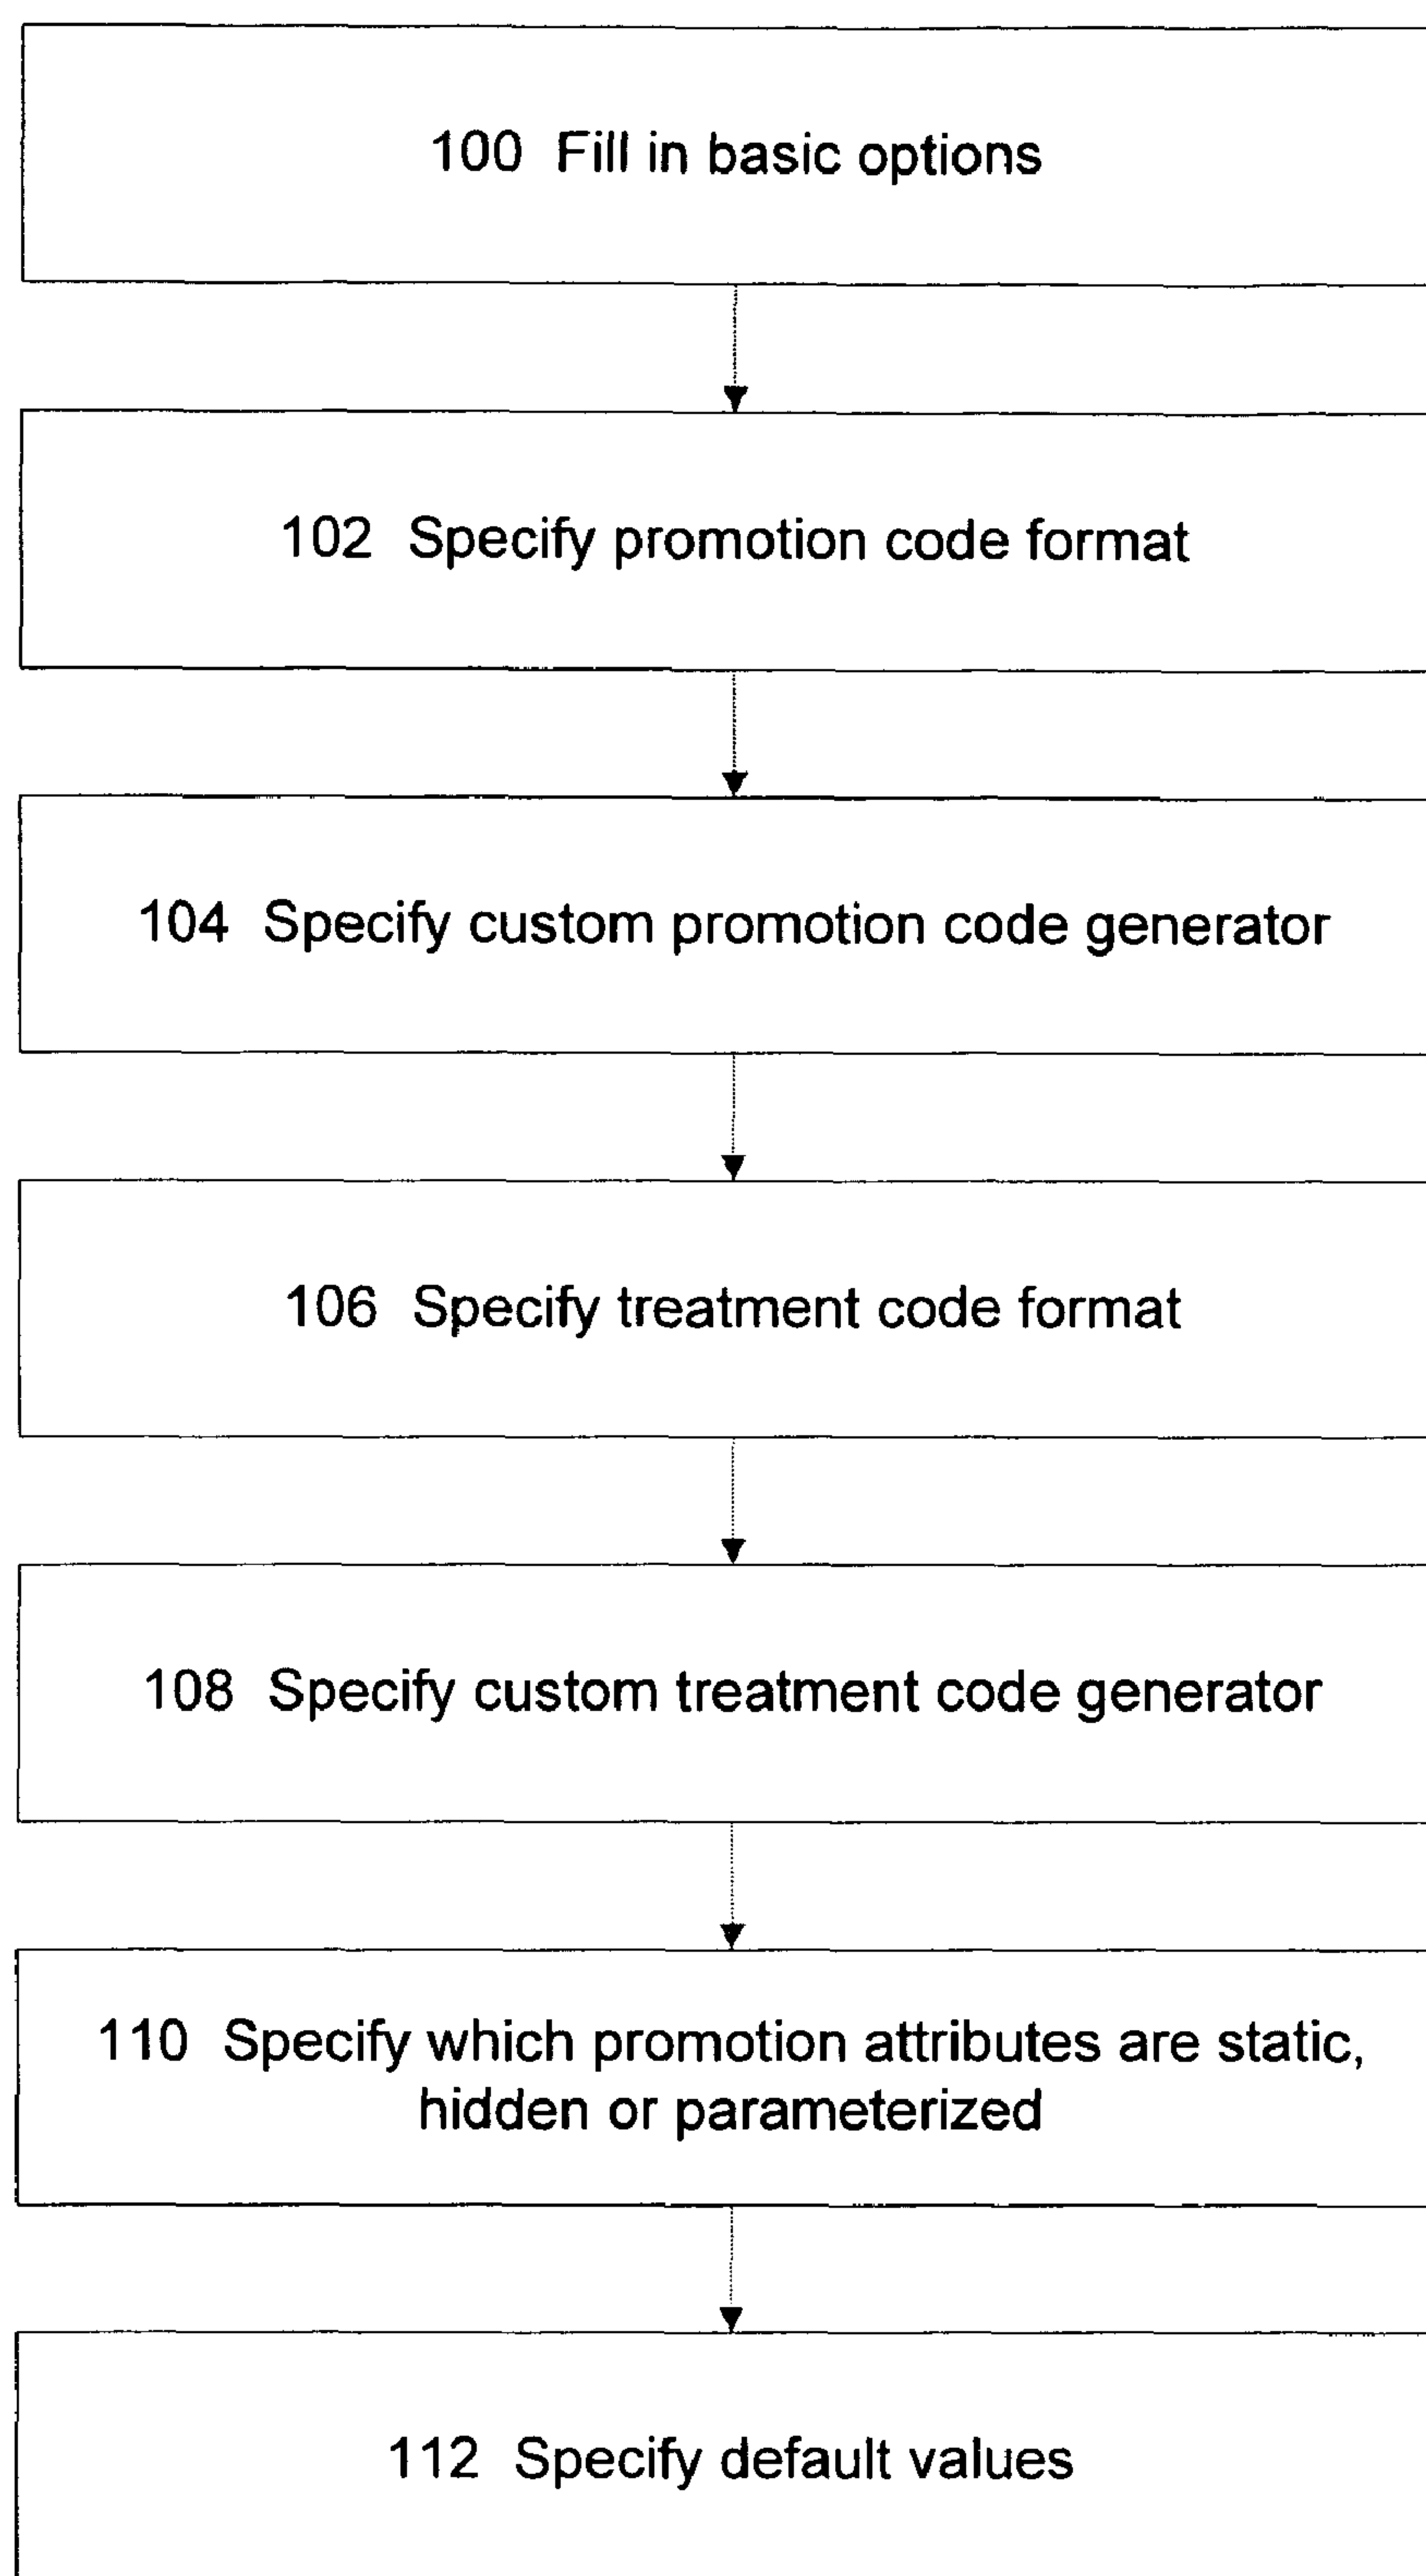 100 Fill in basic options
102 Specify promotion code format
104 Specify custom promotion code generator
106 Specify treatment code format
108 Specify custom treatment code generator
110 Specify which promotion attributes are static,
hidden or parameterized
112 Specify default values